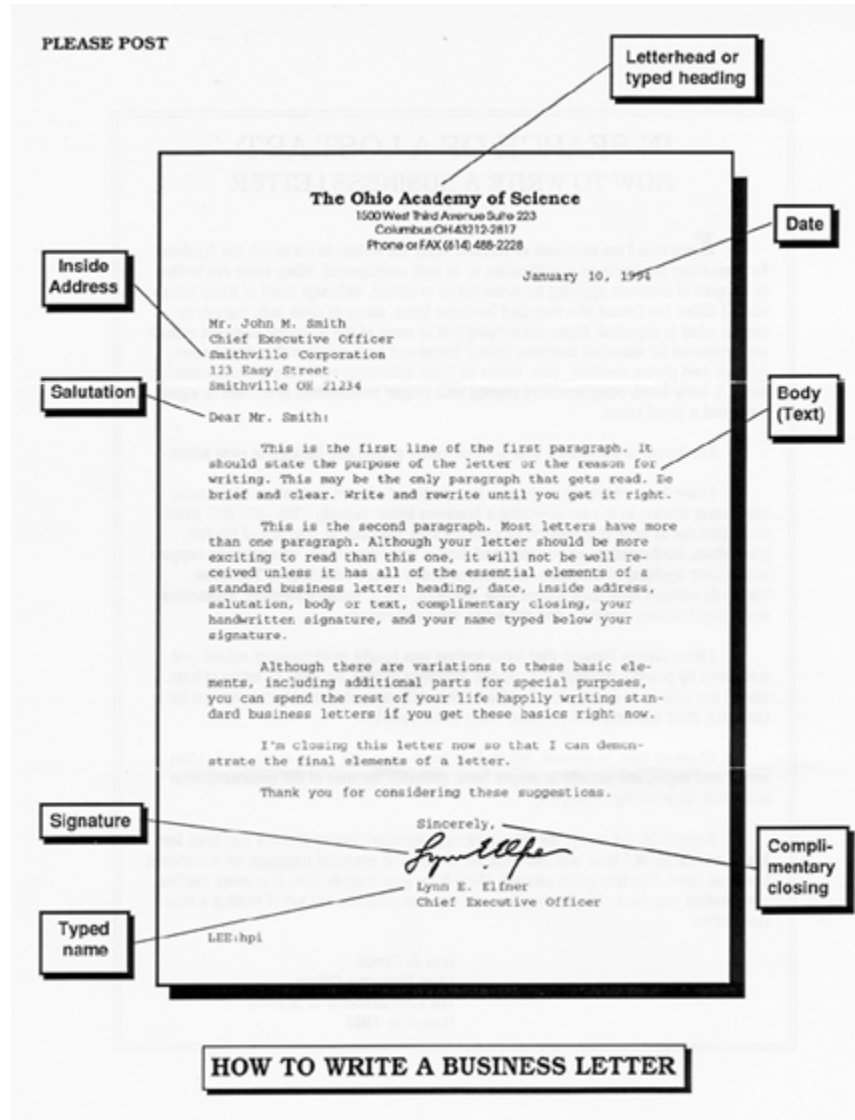 PLEASE POST
Letterhead or
typed heading
The Ohio Academy of Science
1500 West Third Avenue Suite 223
Columbus OH 43212-2817
Phone or FAX (614) 488-2228
Date
January 10, 1994
Inside
Address
Mr. John M. Smith
Chief Executive Officer
Smithville Corporation
123 Easy Street
Smithville OH 21234
Salutation
Dear Mr. Smith:
Body
(Text)
This is the first line of the first paragraph. It
should state the purpose of the letter or the reason for
writing. This may be the only paragraph that gets read. Be
brief and clear. Write and rewrite until you get it right.
This is the second paragraph. Most letters have more
than one paragraph. Although your letter should be more
exciting to read than this one, it will not be well re-
ceived unless it has all of the essential elements of a
standard business letter: heading, date, inside address,
salutation, body or text, complimentary closing, your
handwritten signature, and your name typed below your
signature.
Although there are variations to these basic ele-
ments, including additional parts for special purposes,
you can spend the rest of your life happily writing stan-
dard business letters if you get these basics right now.
I'm closing this letter now so that I can demon-
strate the final elements of a letter.
Thank you for considering these suggestions.
Sincerely,
Compli-
mentary
closing
Signature
Lynn Elfner
Typed
name
Lynn E. Elfner
Chief Executive Officer
LEE:hpi
HOW TO WRITE A BUSINESS LETTER